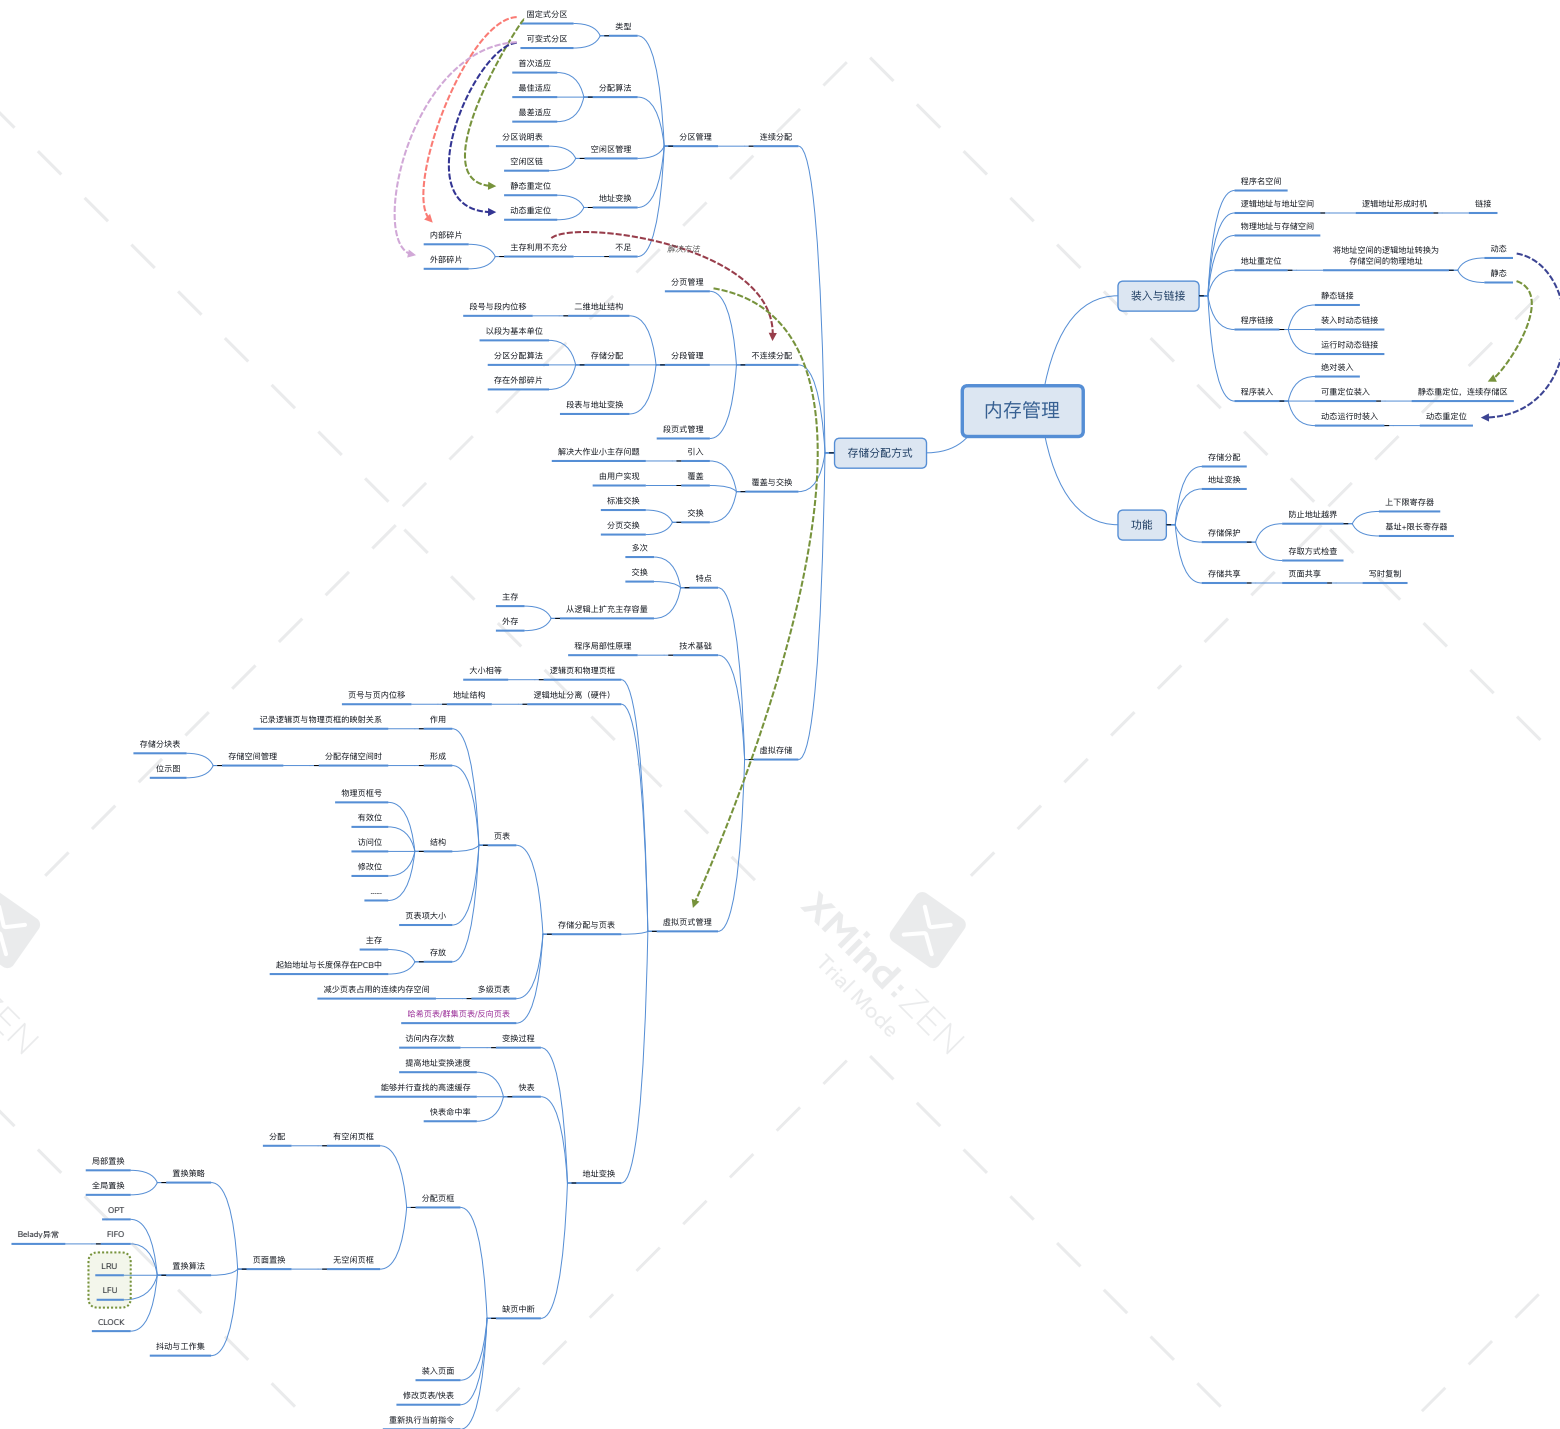 内存管理
装入与链接
程序名空间
逻辑地址与地址空间
逻辑地址形成时机
链接
物理地址与存储空间
地址重定位
将地址空间的逻辑地址转换为
存储空间的物理地址
动态
静态
程序链接
静态链接
装入时动态链接
运行时动态链接
程序装入
绝对装入
可重定位装入
静态重定位，连续存储区
动态运行时装入
动态重定位
功能
存储分配
地址变换
存储保护
防止地址越界
上下限寄存器
基址+限长寄存器
存取方式检查
存储共享
页面共享
写时复制
存储分配方式
连续分配
分区管理
类型
固定式分区
可变式分区
分配算法
首次适应
最佳适应
最差适应
空闲区管理
分区说明表
空闲区链
地址变换
静态重定位
动态重定位
不足
主存利用不充分
内部碎片
外部碎片
解决方法
不连续分配
分页管理
分段管理
二维地址结构
段号与段内位移
存储分配
以段为基本单位
分区分配算法
存在外部碎片
段表与地址变换
段页式管理
覆盖与交换
引入
解决大作业小主存问题
覆盖
由用户实现
交换
标准交换
分页交换
虚拟存储
特点
多次
交换
从逻辑上扩充主存容量
主存
外存
技术基础
程序局部性原理
虚拟页式管理
逻辑页和物理页框
大小相等
逻辑地址分离（硬件）
地址结构
页号与页内位移
存储分配与页表
页表
作用
记录逻辑页与物理页框的映射关系
形成
分配存储空间时
存储空间管理
存储分块表
位示图
结构
物理页框号
有效位
访问位
修改位
……
页表项大小
存放
主存
起始地址与长度保存在PCB中
多级页表
减少页表占用的连续内存空间
哈希页表/群集页表/反向页表
地址变换
变换过程
访问内存次数
快表
提高地址变换速度
能够并行查找的高速缓存
快表命中率
缺页中断
分配页框
有空闲页框
分配
无空闲页框
页面置换
置换策略
局部置换
全局置换
置换算法
OPT
FIFO
Belady异常
LRU
LFU
CLOCK
抖动与工作集
装入页面
修改页表/快表
重新执行当前指令
XMind:ZEN
Trial Mode
ZEN